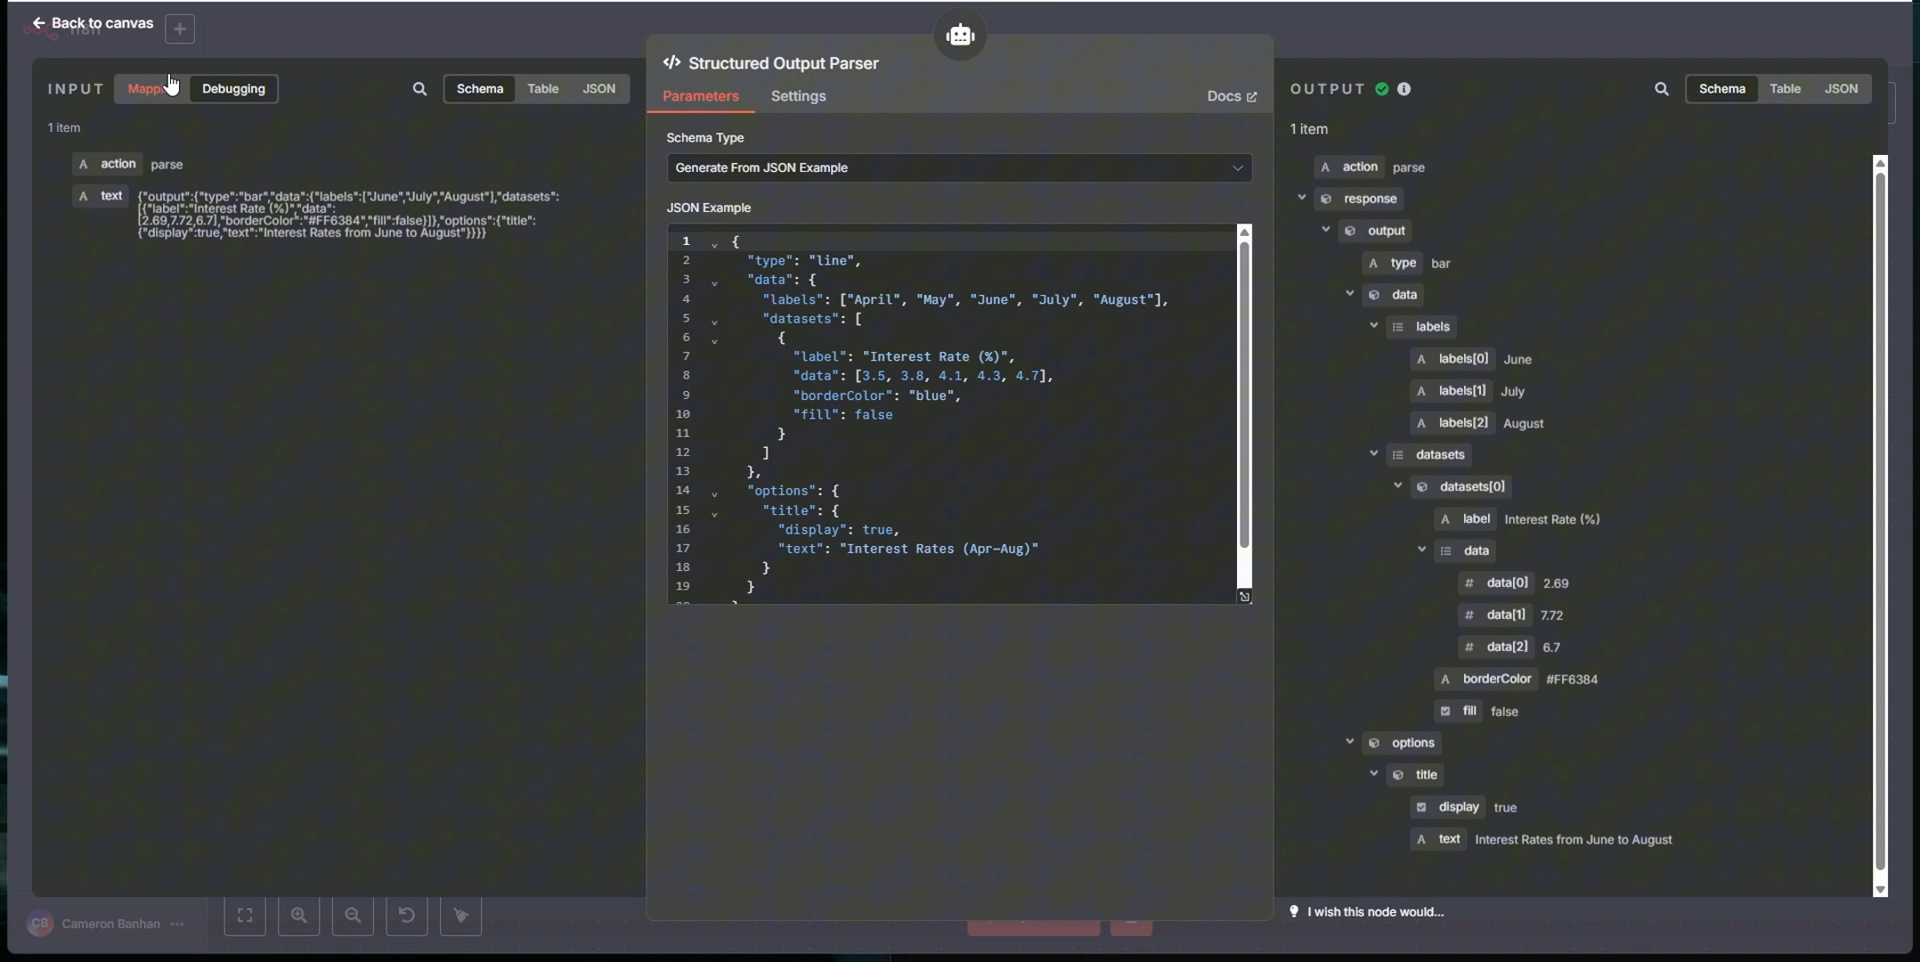 ← Back to canvas
n8n
+
INPUT Mapping Debugging Schema Table JSON
1 item
A action parse
A text {"output":{"type":"bar","data":{"labels":["June","July","August"],"datasets":
[{"label":"Interest Rate (%)","data":
[2.69,7.72,6.7],"borderColor":"#FF6384","fill":false}]},"options":{"title":
{"display":true,"text":"Interest Rates from June to August"}}}}
</> Structured Output Parser
Parameters Settings Docs
Schema Type
Generate From JSON Example
JSON Example
1 {
2 "type": "line",
3 "data": {
4 "labels": ["April", "May", "June", "July", "August"],
5 "datasets": [
6 {
7 "label": "Interest Rate (%)",
8 "data": [3.5, 3.8, 4.1, 4.3, 4.7],
9 "borderColor": "blue",
10 "fill": false
11 }
12 ]
13 },
14 "options": {
15 "title": {
16 "display": true,
17 "text": "Interest Rates (Apr-Aug)"
18 }
19 }
OUTPUT Schema Table JSON
1 item
A action parse
response
output
A type bar
data
labels
A labels[0] June
A labels[1] July
A labels[2] August
datasets
datasets[0]
A label Interest Rate (%)
data
# data[0] 2.69
# data[1] 7.72
# data[2] 6.7
A borderColor #FF6384
fill false
options
title
display true
A text Interest Rates from June to August
I wish this node would...
CB Cameron Banhan ...